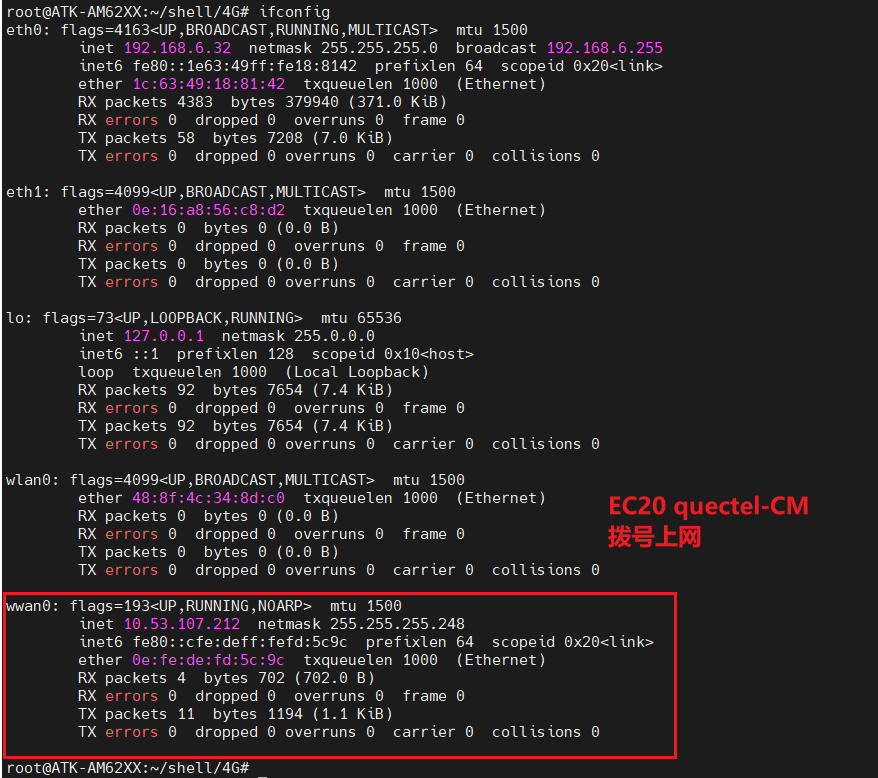 root@ATK-AM62XX:~/shell/4G# ifconfig
eth0: flags=4163<UP,BROADCAST,RUNNING,MULTICAST>  mtu 1500
        inet 192.168.6.32  netmask 255.255.255.0  broadcast 192.168.6.255
        inet6 fe80::1e63:49ff:fe18:8142  prefixlen 64  scopeid 0x20<link>
        ether 1c:63:49:18:81:42  txqueuelen 1000  (Ethernet)
        RX packets 4383  bytes 379940 (371.0 KiB)
        RX errors 0  dropped 0  overruns 0  frame 0
        TX packets 58  bytes 7208 (7.0 KiB)
        TX errors 0  dropped 0 overruns 0  carrier 0  collisions 0
eth1: flags=4099<UP,BROADCAST,MULTICAST>  mtu 1500
        ether 0e:16:a8:56:c8:d2  txqueuelen 1000  (Ethernet)
        RX packets 0  bytes 0 (0.0 B)
        RX errors 0  dropped 0  overruns 0  frame 0
        TX packets 0  bytes 0 (0.0 B)
        TX errors 0  dropped 0 overruns 0  carrier 0  collisions 0
lo: flags=73<UP,LOOPBACK,RUNNING>  mtu 65536
        inet 127.0.0.1  netmask 255.0.0.0
        inet6 ::1  prefixlen 128  scopeid 0x10<host>
        loop  txqueuelen 1000  (Local Loopback)
        RX packets 92  bytes 7654 (7.4 KiB)
        RX errors 0  dropped 0  overruns 0  frame 0
        TX packets 92  bytes 7654 (7.4 KiB)
        TX errors 0  dropped 0 overruns 0  carrier 0  collisions 0
wlan0: flags=4099<UP,BROADCAST,MULTICAST>  mtu 1500
        ether 48:8f:4c:34:8d:c0  txqueuelen 1000  (Ethernet)
        RX packets 0  bytes 0 (0.0 B)
        RX errors 0  dropped 0  overruns 0  frame 0
        TX packets 0  bytes 0 (0.0 B)
        TX errors 0  dropped 0 overruns 0  carrier 0  collisions 0
EC20 quectel-CM
拨号上网
wwan0: flags=193<UP,RUNNING,NOARP>  mtu 1500
        inet 10.53.107.212  netmask 255.255.255.248
        inet6 fe80::cfe:deff:fefd:5c9c  prefixlen 64  scopeid 0x20<link>
        ether 0e:fe:de:fd:5c:9c  txqueuelen 1000  (Ethernet)
        RX packets 4  bytes 702 (702.0 B)
        RX errors 0  dropped 0  overruns 0  frame 0
        TX packets 11  bytes 1194 (1.1 KiB)
        TX errors 0  dropped 0 overruns 0  carrier 0  collisions 0
root@ATK-AM62XX:~/shell/4G#